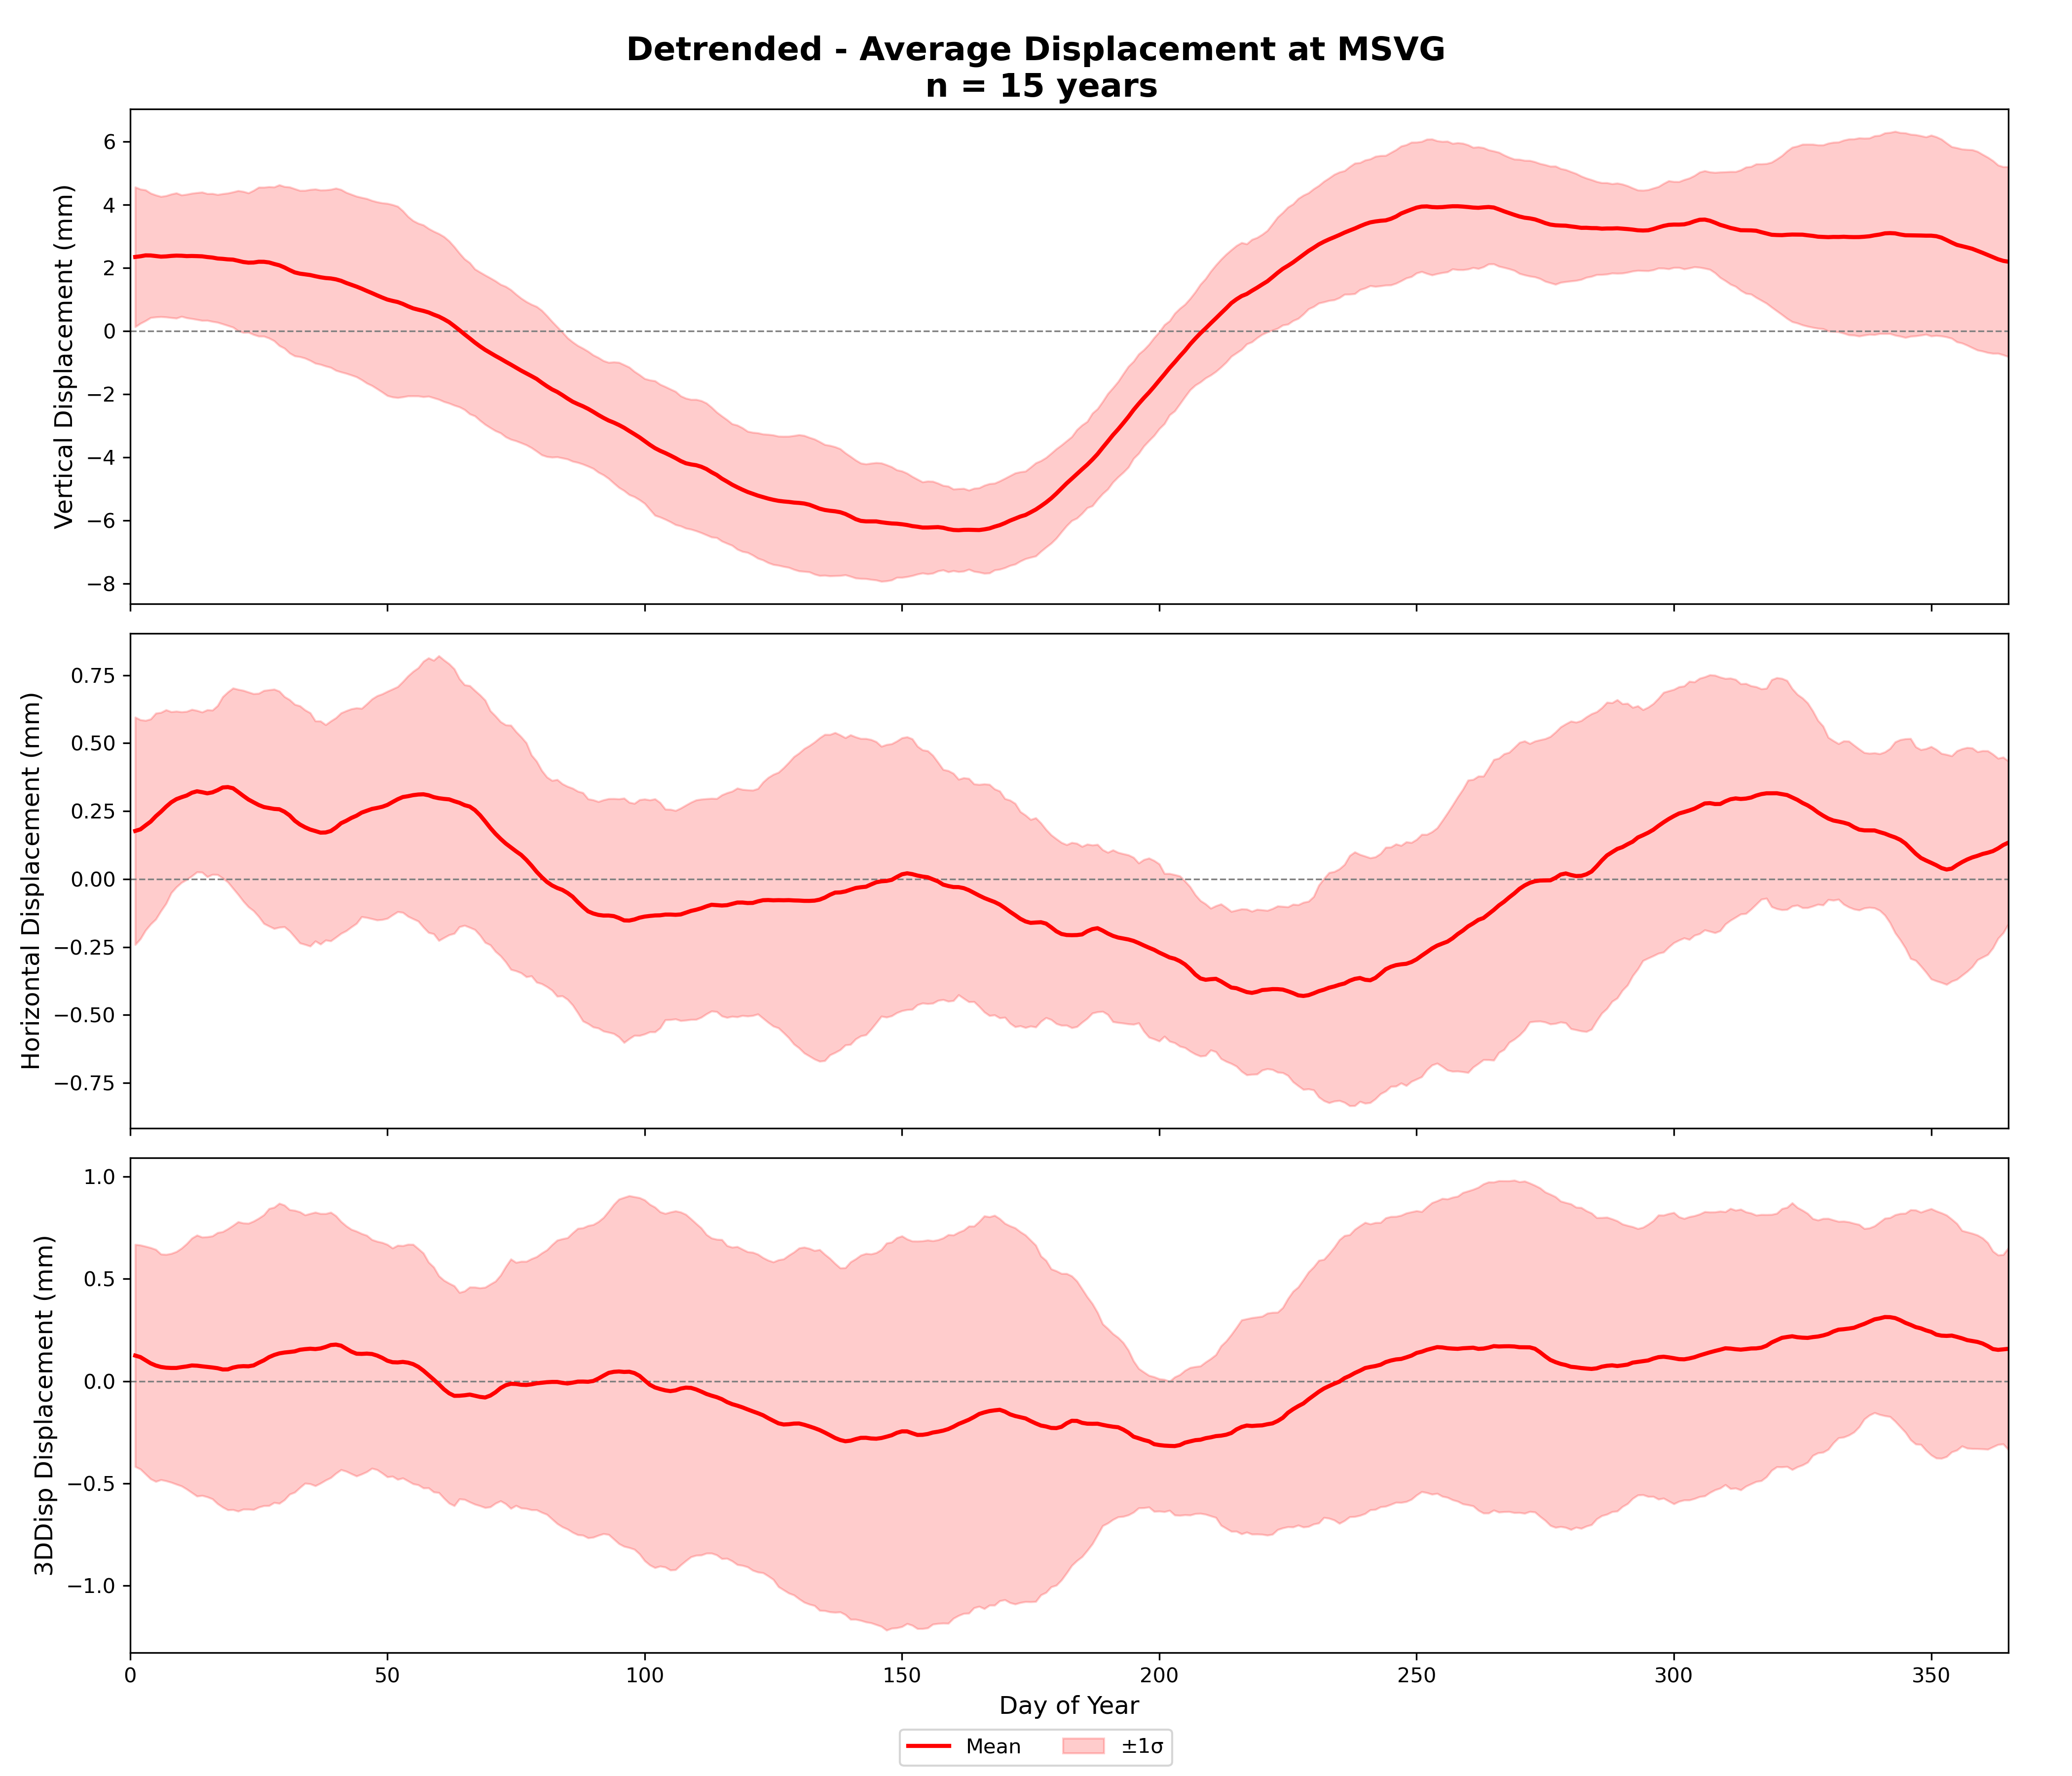 Detrended - Average Displacement at MSVG
n = 15 years
Vertical Displacement (mm)
6
4
2
0
−2
−4
−6
−8
Horizontal Displacement (mm)
0.75
0.50
0.25
0.00
−0.25
−0.50
−0.75
3DDisp Displacement (mm)
1.0
0.5
0.0
−0.5
−1.0
0 50 100 150 200 250 300 350
Day of Year
Mean ±1σ